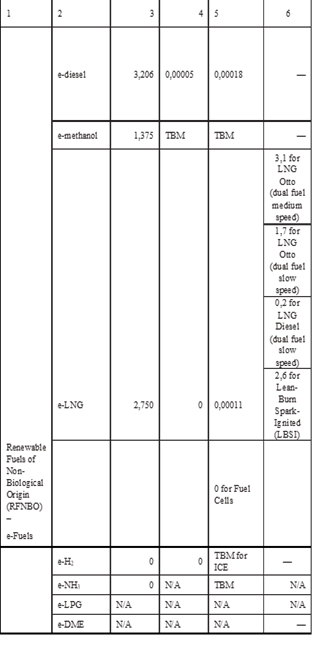 1 2 3 4 5 6
e-diesel 3,206 0,00005 0,00018 —
e-methanol 1,375 TBM TBM —
3,1 for
LNG
Otto
(dual fuel
medium
speed)
1,7 for
LNG
Otto
(dual fuel
slow
speed)
0,2 for
LNG
Diesel
(dual fuel
slow
speed)
e-LNG 2,750 0 0,00011
2,6 for
Lean-
Burn
Spark-
Ignited
(LBSI)
Renewable
Fuels of
Non-
Biological
Origin
(RFNBO)
–
e-Fuels
0 for Fuel
Cells
e-H₂ 0 0 TBM for
ICE —
e-NH₃ 0 N/A TBM N/A
e-LPG N/A N/A N/A N/A
e-DME N/A N/A N/A —